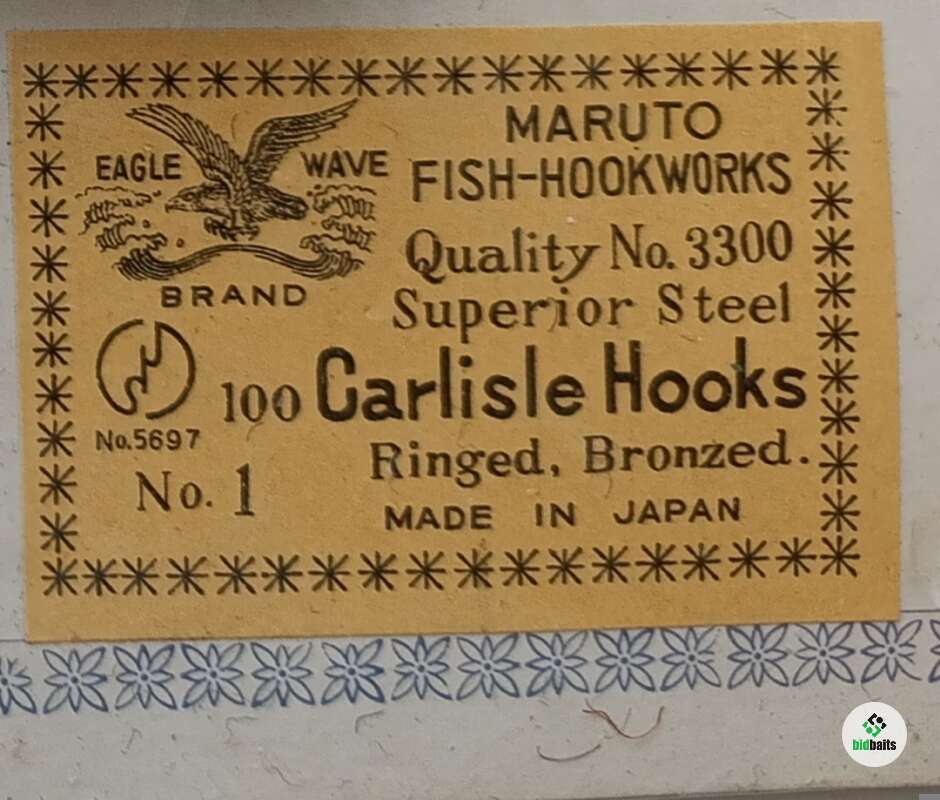 EAGLE WAVE
BRAND
No.5697
No. 1
MARUTO
FISH-HOOKWORKS
Quality No. 3300
Superior Steel
100 Carlisle Hooks
Ringed, Bronzed.
MADE IN JAPAN
bidbaits